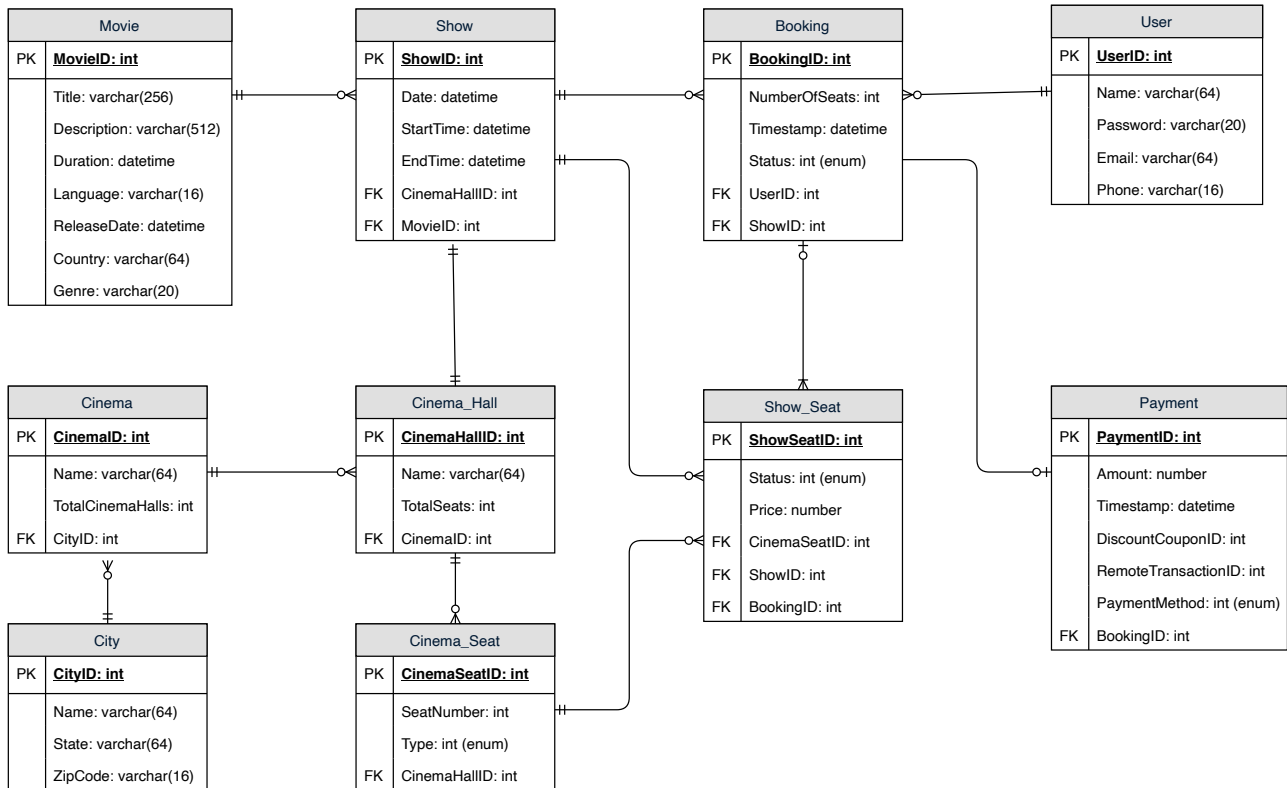 Movie
PK MovieID: int
Title: varchar(256)
Description: varchar(512)
Duration: datetime
Language: varchar(16)
ReleaseDate: datetime
Country: varchar(64)
Genre: varchar(20)
Show
PK ShowID: int
Date: datetime
StartTime: datetime
EndTime: datetime
FK CinemaHallID: int
FK MovieID: int
Booking
PK BookingID: int
NumberOfSeats: int
Timestamp: datetime
Status: int (enum)
FK UserID: int
FK ShowID: int
User
PK UserID: int
Name: varchar(64)
Password: varchar(20)
Email: varchar(64)
Phone: varchar(16)
Cinema
PK CinemaID: int
Name: varchar(64)
TotalCinemaHalls: int
FK CityID: int
Cinema_Hall
PK CinemaHallID: int
Name: varchar(64)
TotalSeats: int
FK CinemaID: int
Show_Seat
PK ShowSeatID: int
Status: int (enum)
Price: number
FK CinemaSeatID: int
FK ShowID: int
FK BookingID: int
Payment
PK PaymentID: int
Amount: number
Timestamp: datetime
DiscountCouponID: int
RemoteTransactionID: int
PaymentMethod: int (enum)
FK BookingID: int
City
PK CityID: int
Name: varchar(64)
State: varchar(64)
ZipCode: varchar(16)
Cinema_Seat
PK CinemaSeatID: int
SeatNumber: int
Type: int (enum)
FK CinemaHallID: int